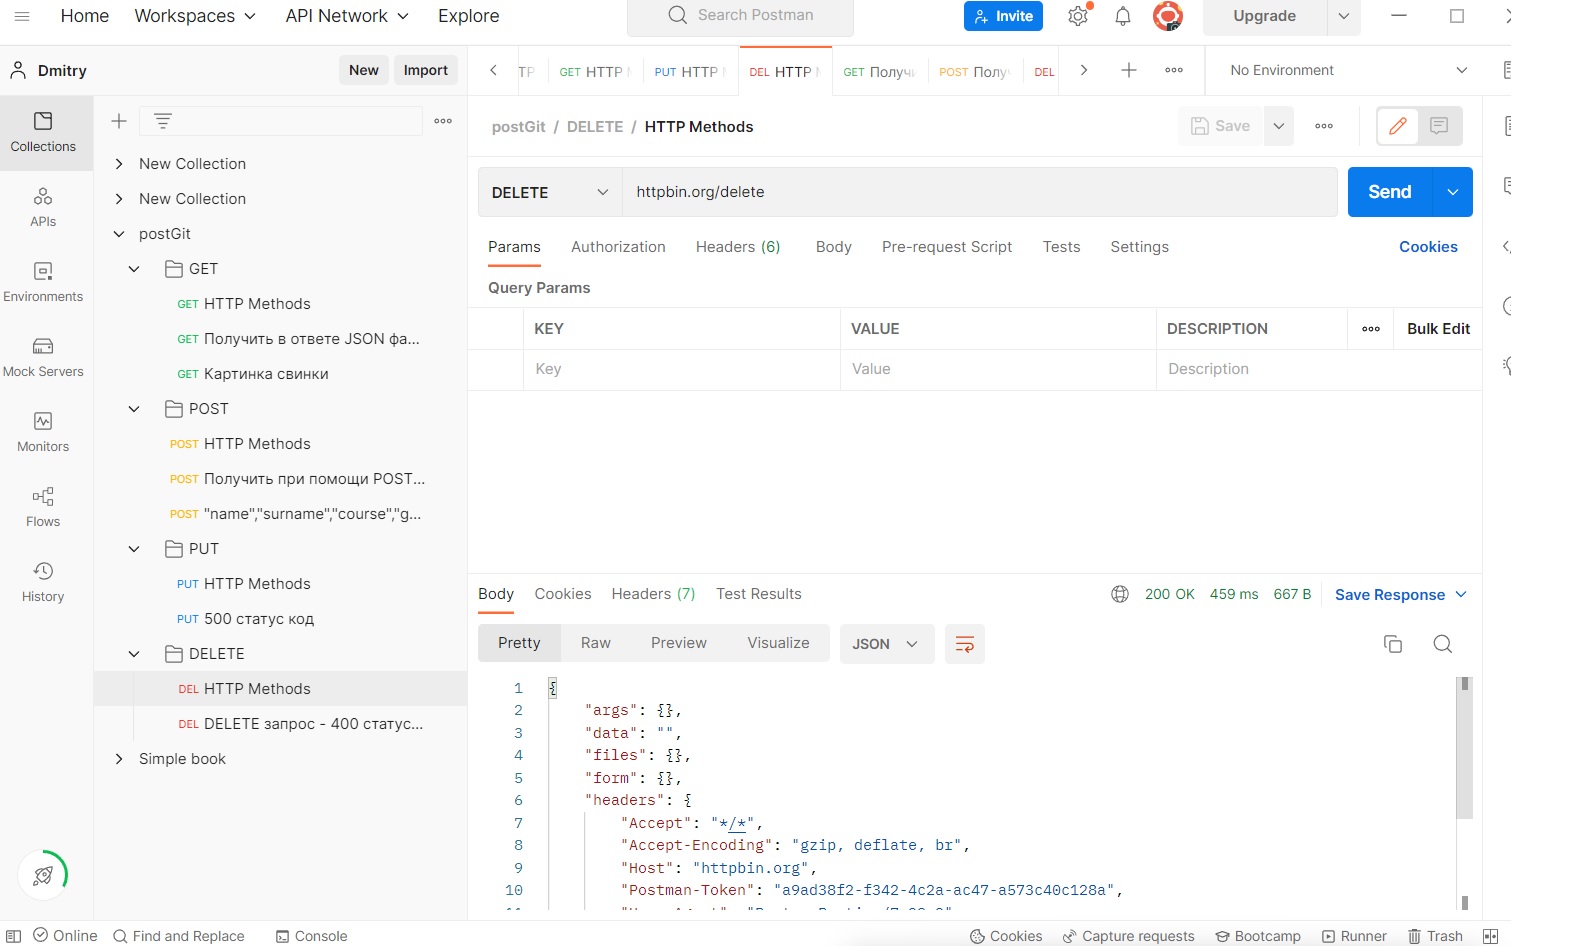 Home Workspaces API Network Explore Search Postman Invite Upgrade
Dmitry New Import GET HTTP PUT HTTP DEL HTTP GET Получи POST Полу DEL No Environment
Collections
APIs
Environments
Mock Servers
Monitors
Flows
History
New Collection
New Collection
postGit
GET
GET HTTP Methods
GET Получить в ответе JSON фа...
GET Картинка свинки
POST
POST HTTP Methods
POST Получить при помощи POST...
POST "name","surname","course","g...
PUT
PUT HTTP Methods
PUT 500 статус код
DELETE
DEL HTTP Methods
DEL DELETE запрос - 400 статус...
Simple book
postGit / DELETE / HTTP Methods Save
DELETE httpbin.org/delete Send
Params Authorization Headers (6) Body Pre-request Script Tests Settings Cookies
Query Params
KEY VALUE DESCRIPTION Bulk Edit
Key Value Description
Body Cookies Headers (7) Test Results 200 OK 459 ms 667 B Save Response
Pretty Raw Preview Visualize JSON
1 {
2 "args": {},
3 "data": "",
4 "files": {},
5 "form": {},
6 "headers": {
7 "Accept": "*/*",
8 "Accept-Encoding": "gzip, deflate, br",
9 "Host": "httpbin.org",
10 "Postman-Token": "a9ad38f2-f342-4c2a-ac47-a573c40c128a",
Online Find and Replace Console Cookies Capture requests Bootcamp Runner Trash